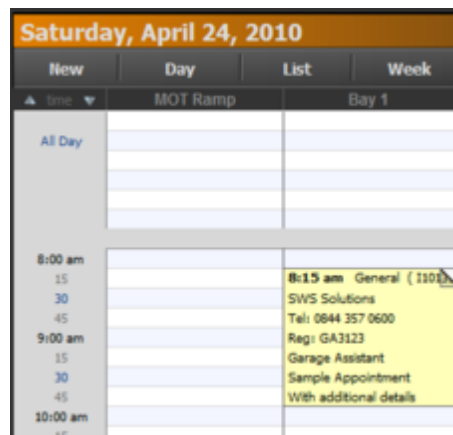 Saturday, April 24, 2010
New Day List Week
time MOT Ramp Bay 1
All Day
8:00 am
15 8:15 am General ( I101)
30 SWS Solutions
45 Tel: 0844 357 0600
9:00 am Reg: GA3123
15 Garage Assistant
30 Sample Appointment
45 With additional details
10:00 am
15